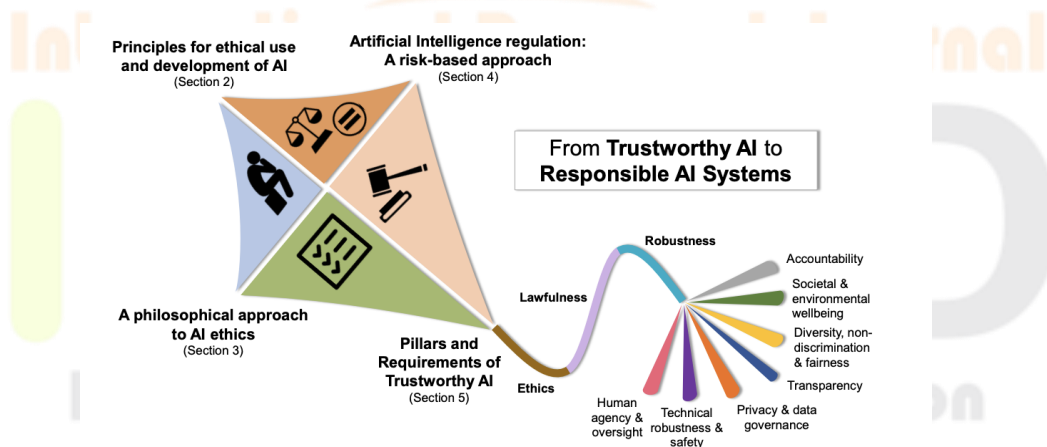 Principles for ethical use
and development of AI
(Section 2)
Artificial Intelligence regulation:
A risk-based approach
(Section 4)
From Trustworthy AI to
Responsible AI Systems
A philosophical approach
to AI ethics
(Section 3)
Pillars and
Requirements of
Trustworthy AI
(Section 5)
Ethics
Lawfulness
Robustness
Accountability
Societal &
environmental
wellbeing
Diversity, non-
discrimination
& fairness
Transparency
Privacy & data
governance
Technical
robustness &
safety
Human
agency &
oversight